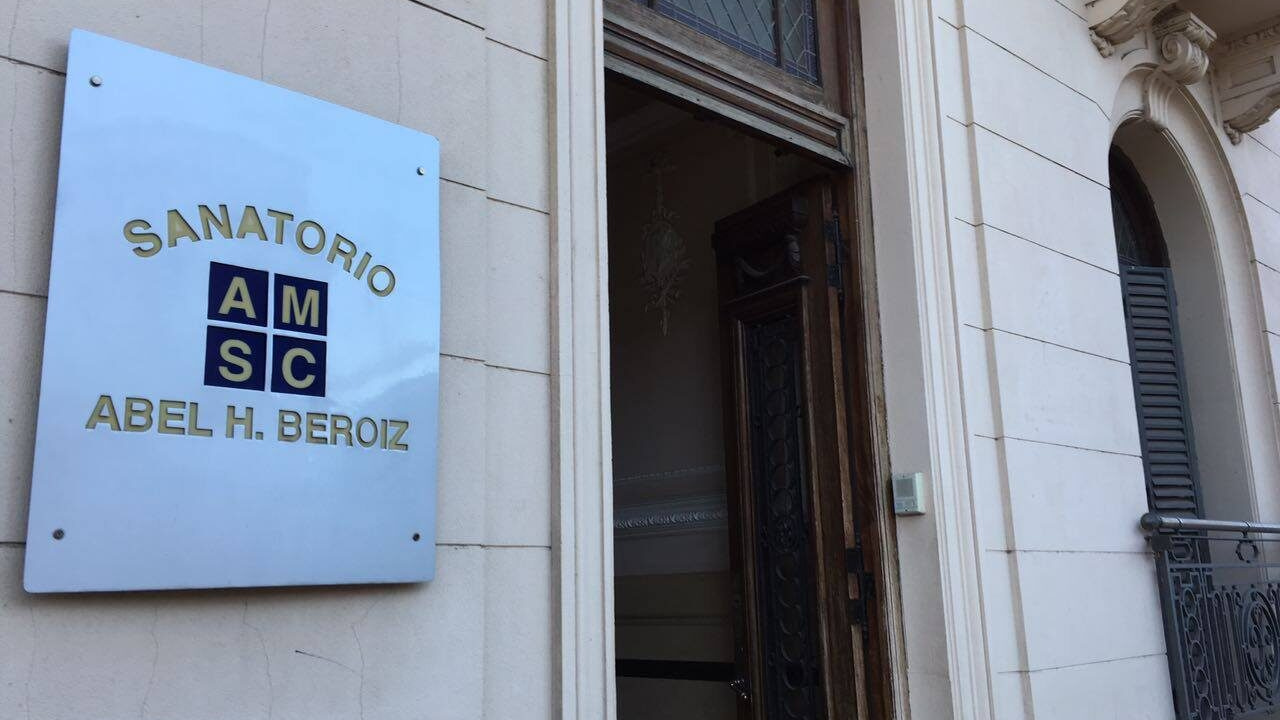 SANATORIO
AM
SC
ABEL H. BEROIZ